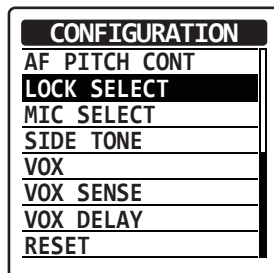 CONFIGURATION
AF PITCH CONT
LOCK SELECT
MIC SELECT
SIDE TONE
VOX
VOX SENSE
VOX DELAY
RESET